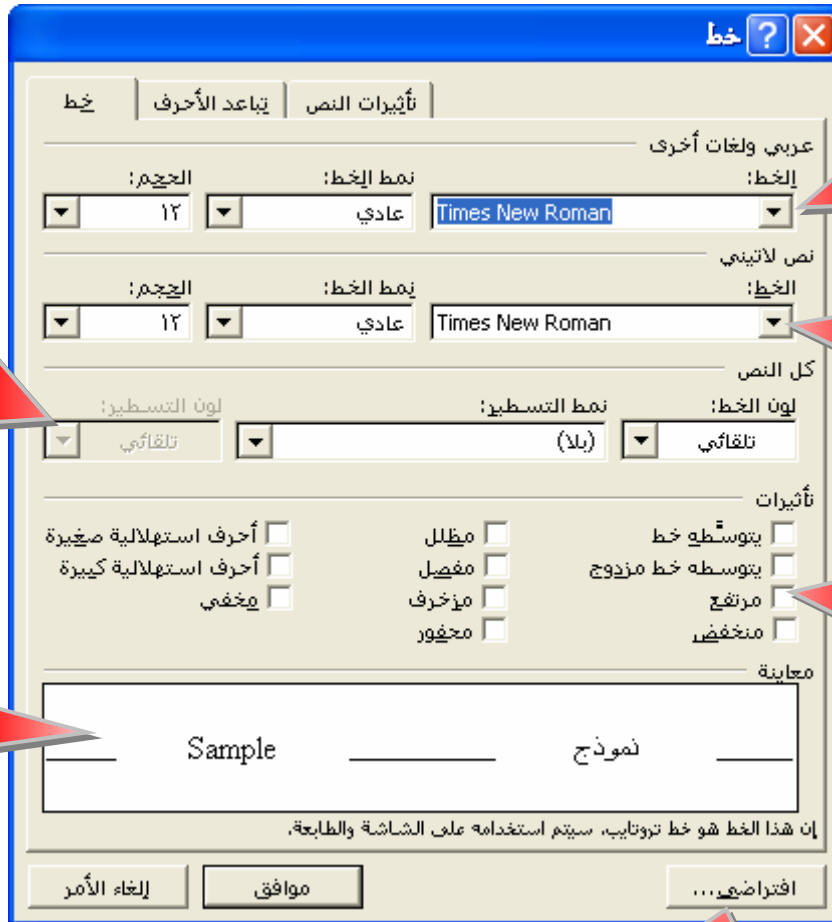 خط
خط تباعد الأحرف تأثيرات النص
عربي ولغات أخرى
الخط: نمط الخط: الحجم:
Times New Roman عادي ١٢
نص لاتيني
الخط: نمط الخط: الحجم:
Times New Roman عادي ١٢
كل النص
لون الخط: نمط التسطير: لون التسطير:
تلقائي (بلا) تلقائي
تأثيرات
يتوسطه خط مظلل أحرف استهلالية صغيرة
يتوسطه خط مزدوج مفصل أحرف استهلالية كبيرة
مرتفع مزخرف مخفي
منخفض محفور
معاينة
نموذج Sample
إن هذا الخط هو خط تروتايب، سيتم استخدامه على الشاشة والطابعة.
افتراضي... موافق إلغاء الأمر